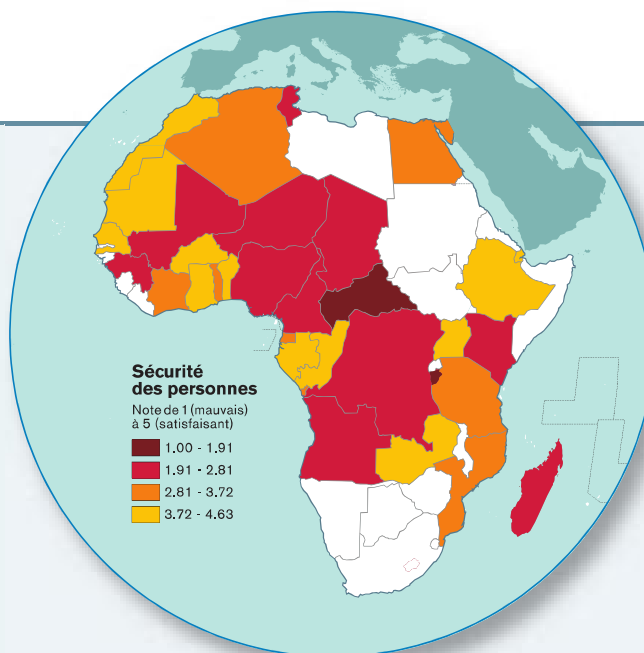 Sécurité
des personnes
Note de 1 (mauvais)
à 5 (satisfaisant)
1.00 - 1.91
1.91 - 2.81
2.81 - 3.72
3.72 - 4.63